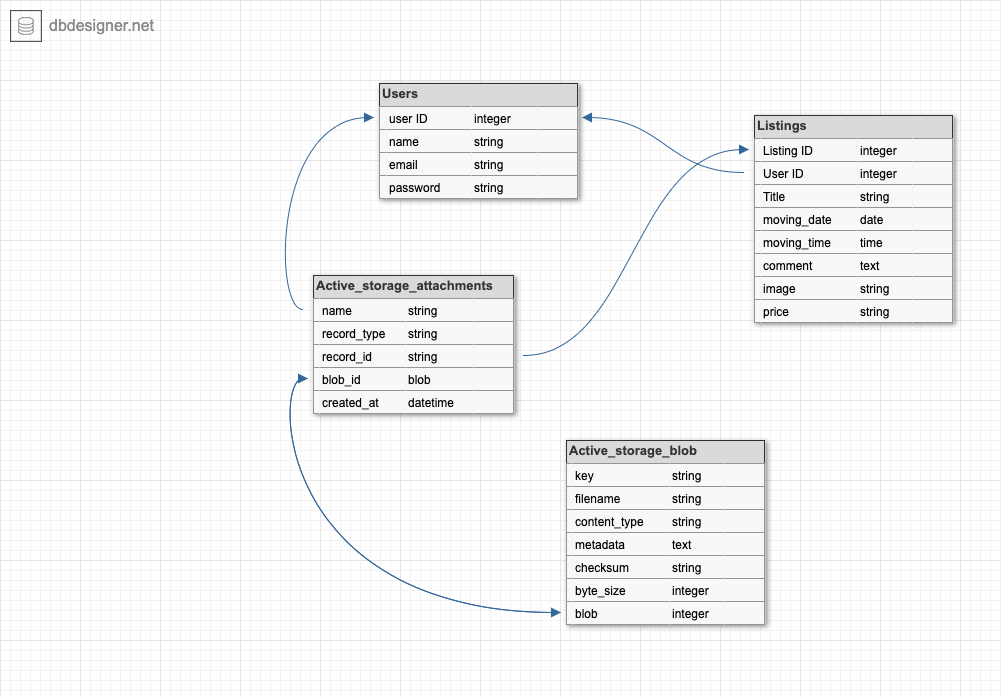 dbdesigner.net
Users
user ID integer
name string
email string
password string
Listings
Listing ID integer
User ID integer
Title string
moving_date date
moving_time time
comment text
image string
price string
Active_storage_attachments
name string
record_type string
record_id string
blob_id blob
created_at datetime
Active_storage_blob
key string
filename string
content_type string
metadata text
checksum string
byte_size integer
blob integer